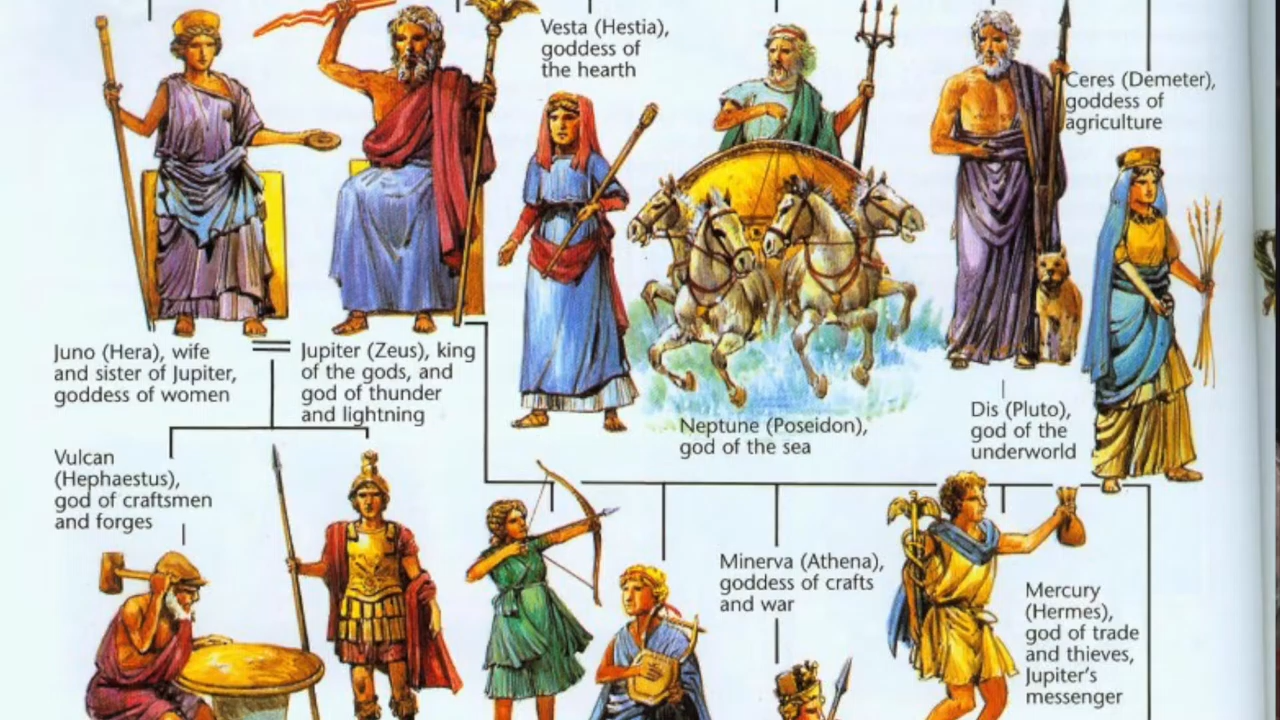 Vesta (Hestia),
goddess of
the hearth
Ceres (Demeter),
goddess of
agriculture
Juno (Hera), wife
and sister of Jupiter,
goddess of women
Jupiter (Zeus), king
of the gods, and
god of thunder
and lightning
Neptune (Poseidon),
god of the sea
Dis (Pluto),
god of the
underworld
Vulcan
(Hephaestus),
god of craftsmen
and forges
Minerva (Athena),
goddess of crafts
and war
Mercury
(Hermes),
god of trade
and thieves,
Jupiter's
messenger